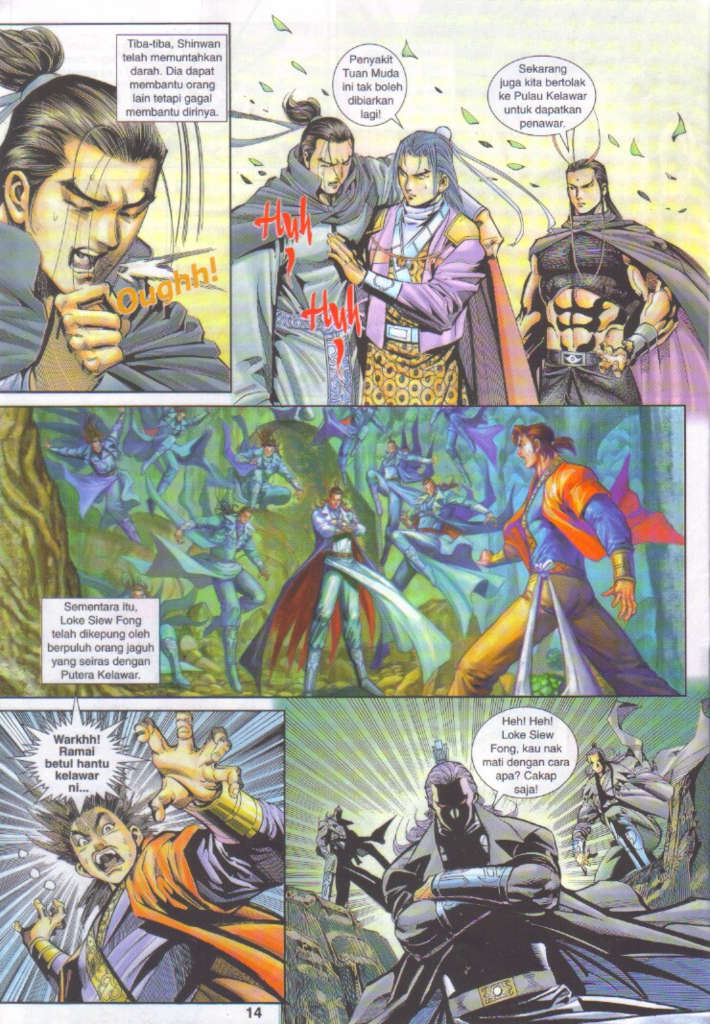 Tiba-tiba, Shinwan
telah memuntahkan
darah. Dia dapat
membantu orang
lain tetapi gagal
membantu dirinya.
Oughh!
Penyakit
Tuan Muda
ini tak boleh
dibiarkan
lagi!
Sekarang
juga kita bertolak
ke Pulau Kelawar
untuk dapatkan
penawar.
Huh,
Huh,
Sementara itu,
Loke Siew Fong
telah dikepung oleh
berpuluh orang jaguh
yang seiras dengan
Putera Kelawar.
Warkhh!
Ramai
betul hantu
kelawar
ni...
Heh! Heh!
Loke Siew
Fong, kau nak
mati dengan cara
apa? Cakap
saja!
14